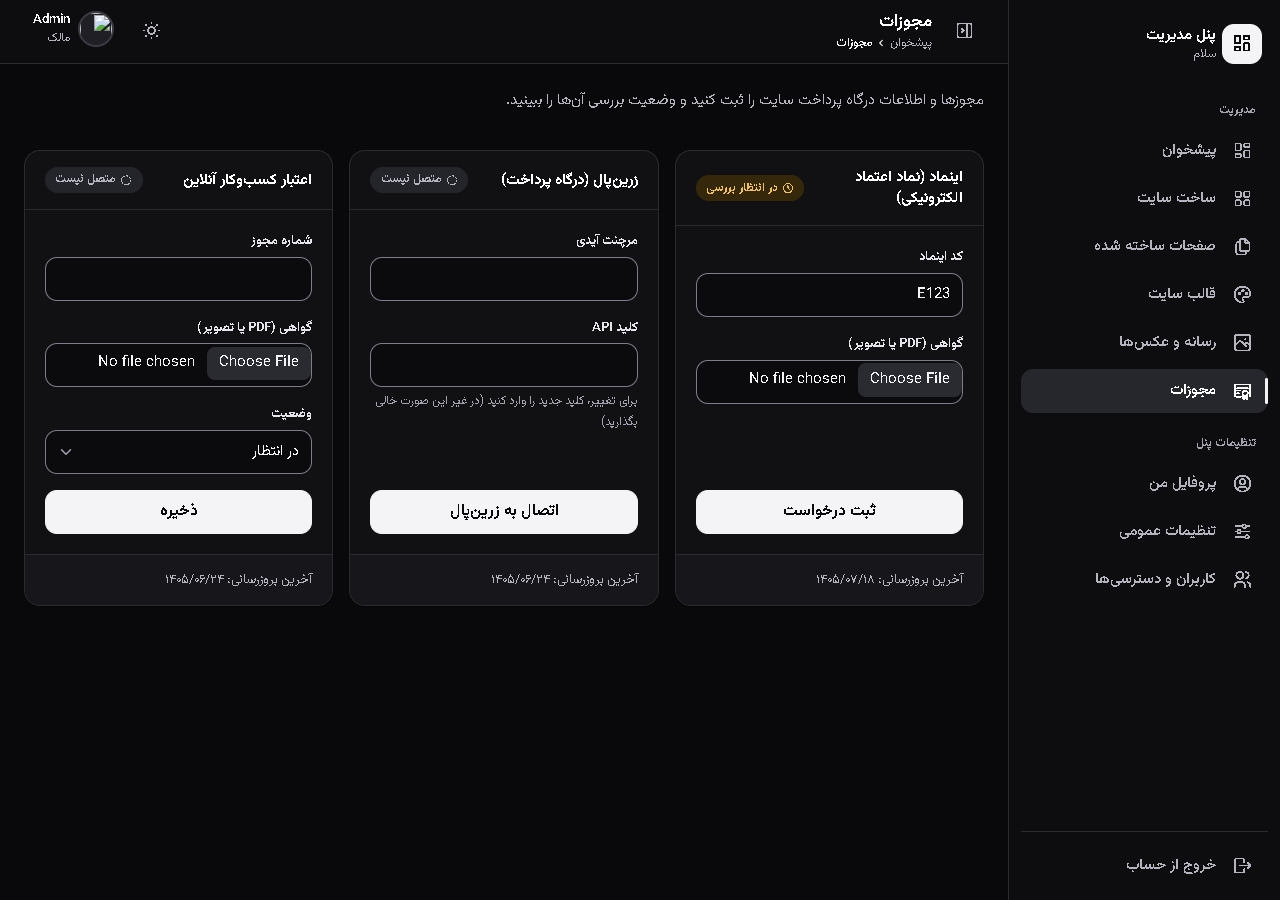 پنل مدیریت
سلام
مدیریت
پیشخوان
ساخت سایت
صفحات ساخته شده
قالب سایت
رسانه و عکس‌ها
مجوزات
تنظیمات پنل
پروفایل من
تنظیمات عمومی
کاربران و دسترسی‌ها
خروج از حساب
مجوزات
پیشخوان › مجوزات
Admin
مالک
مجوزها و اطلاعات درگاه پرداخت سایت را ثبت کنید و وضعیت بررسی آن‌ها را ببینید.
اینماد (نماد اعتماد
الکترونیکی)
در انتظار بررسی
کد اینماد
E123
گواهی (PDF یا تصویر)
Choose File No file chosen
ثبت درخواست
آخرین بروزرسانی: ۱۴۰۵/۰۷/۱۸
زرین‌پال (درگاه پرداخت)
متصل نیست
مرچنت آیدی
کلید API
برای تغییر، کلید جدید را وارد کنید (در غیر این صورت خالی
بگذارید)
اتصال به زرین‌پال
آخرین بروزرسانی: ۱۴۰۵/۰۶/۲۴
اعتبار کسب‌وکار آنلاین
متصل نیست
شماره مجوز
گواهی (PDF یا تصویر)
Choose File No file chosen
وضعیت
در انتظار
ذخیره
آخرین بروزرسانی: ۱۴۰۵/۰۶/۲۴